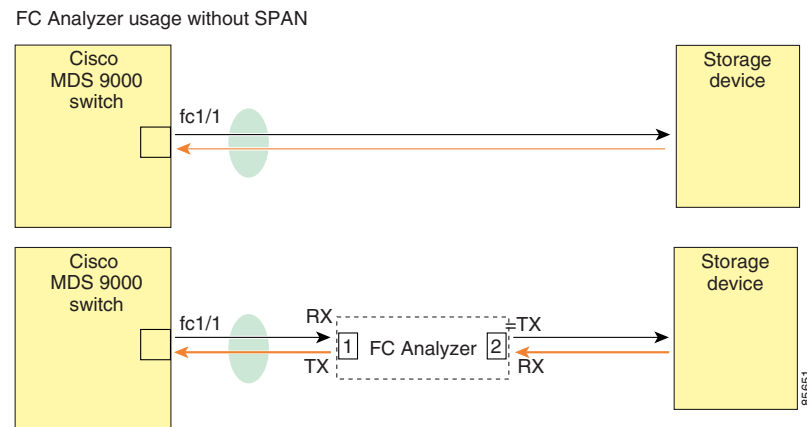 FC Analyzer usage without SPAN
Cisco
MDS 9000
switch
fc1/1
Storage
device
Cisco
MDS 9000
switch
fc1/1
RX
TX
1
FC Analyzer
2
=TX
RX
Storage
device
85651